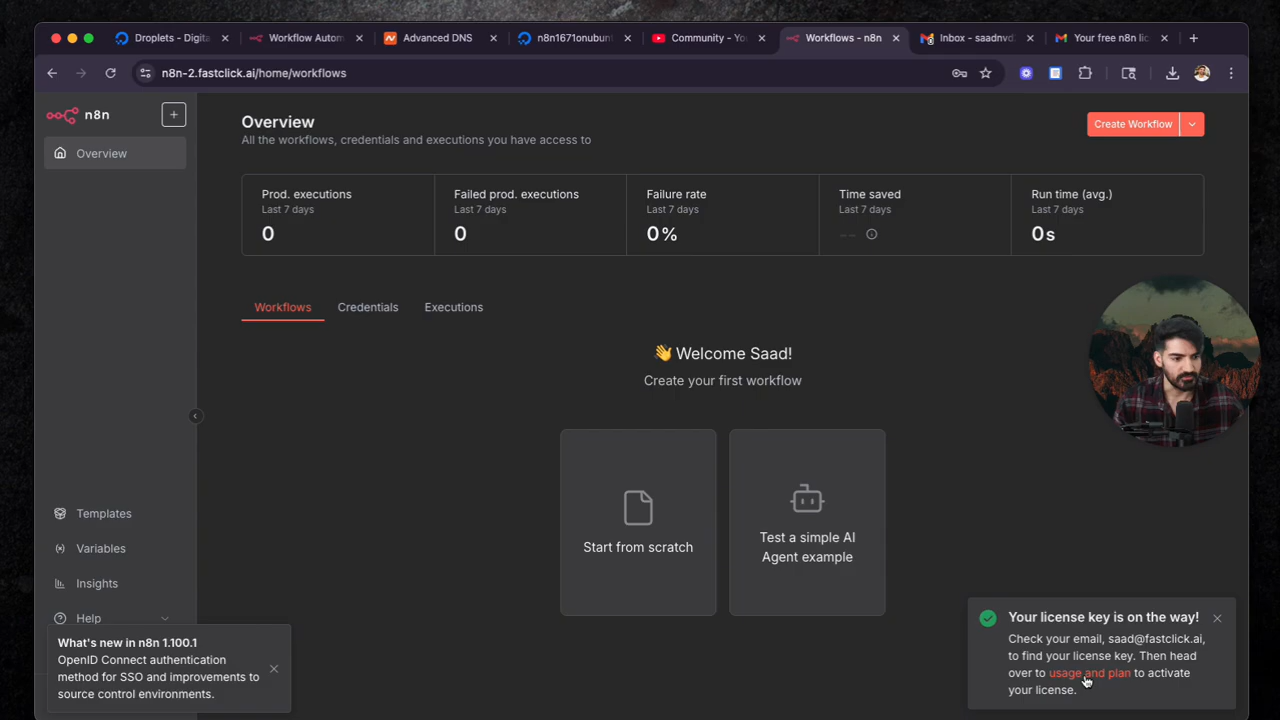 Droplets - Digita
Workflow Autom
Advanced DNS
n8n1671onubunt
Community - Yo
Workflows - n8n
Inbox - saadnvd
Your free n8n lic
n8n-2.fastclick.ai/home/workflows
n8n
Overview
Overview
All the workflows, credentials and executions you have access to
Create Workflow
Prod. executions
Last 7 days
0
Failed prod. executions
Last 7 days
0
Failure rate
Last 7 days
0%
Time saved
Last 7 days
--
Run time (avg.)
Last 7 days
0s
Workflows
Credentials
Executions
👋 Welcome Saad!
Create your first workflow
Start from scratch
Test a simple AI
Agent example
Templates
Variables
Insights
Help
What's new in n8n 1.100.1
OpenID Connect authentication
method for SSO and improvements to
source control environments.
Your license key is on the way!
Check your email, saad@fastclick.ai,
to find your license key. Then head
over to usage and plan to activate
your license.